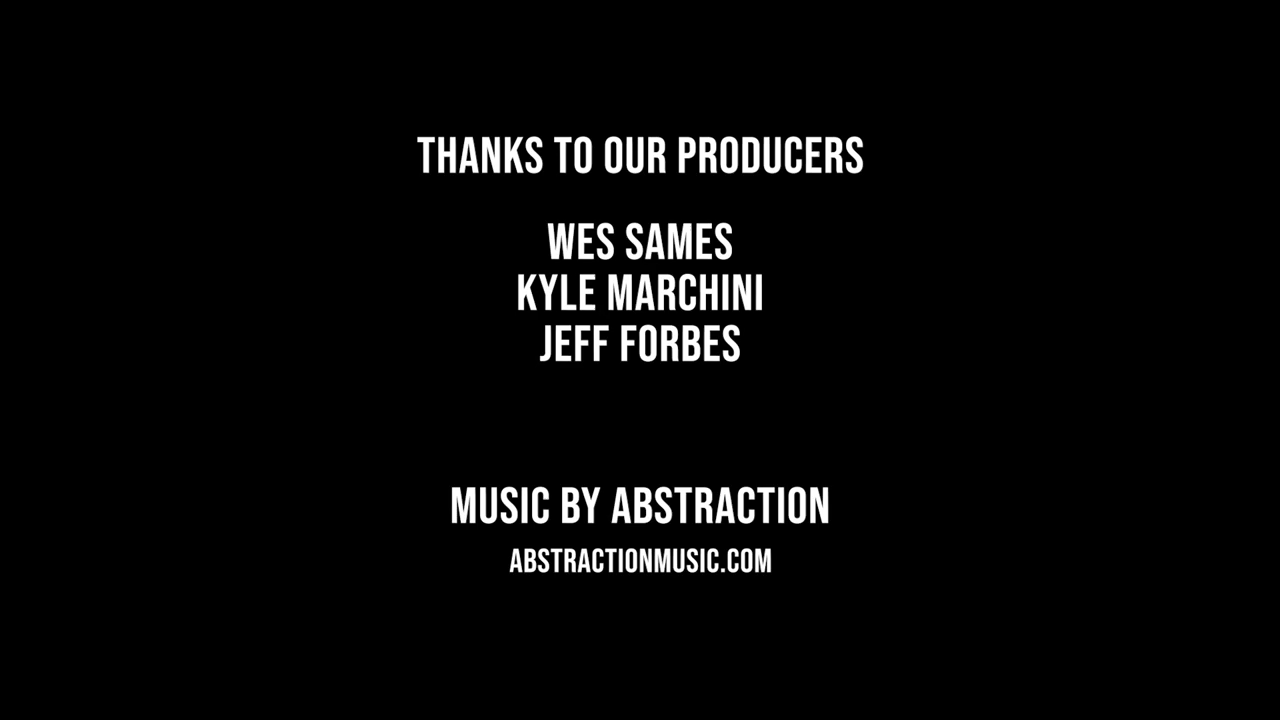 THANKS TO OUR PRODUCERS
WES SAMES
KYLE MARCHINI
JEFF FORBES
MUSIC BY ABSTRACTION
ABSTRACTIONMUSIC.COM